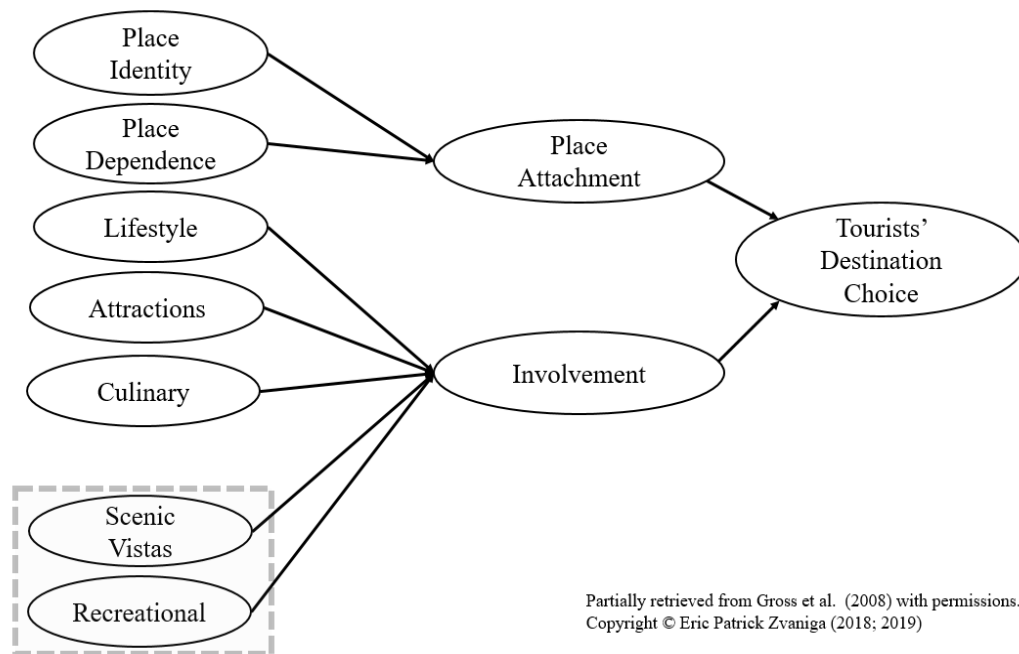 Place
Identity
Place
Dependence
Lifestyle
Attractions
Culinary
Scenic
Vistas
Recreational
Place
Attachment
Involvement
Tourists’
Destination
Choice
Partially retrieved from Gross et al.  (2008) with permissions.
Copyright © Eric Patrick Zvaniga (2018; 2019)